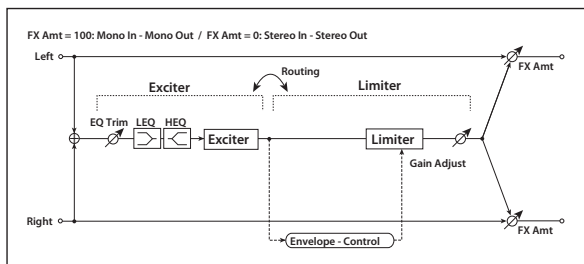 FX Amt = 100: Mono In - Mono Out / FX Amt = 0: Stereo In - Stereo Out
Left
FX Amt
Routing
Exciter
Limiter
EQ Trim
LEQ
HEQ
Exciter
Limiter
Gain Adjust
Right
FX Amt
Envelope - Control